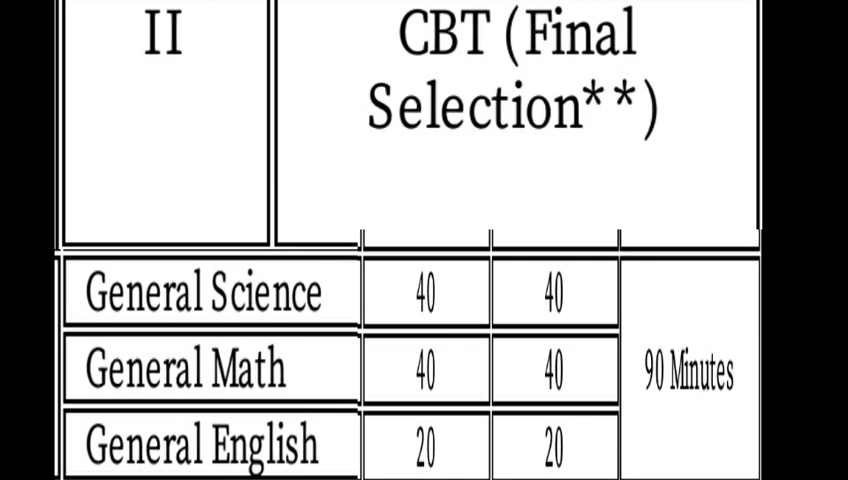 II CBT (Final
Selection**)
General Science 40 40
General Math 40 40 90 Minutes
General English 20 20